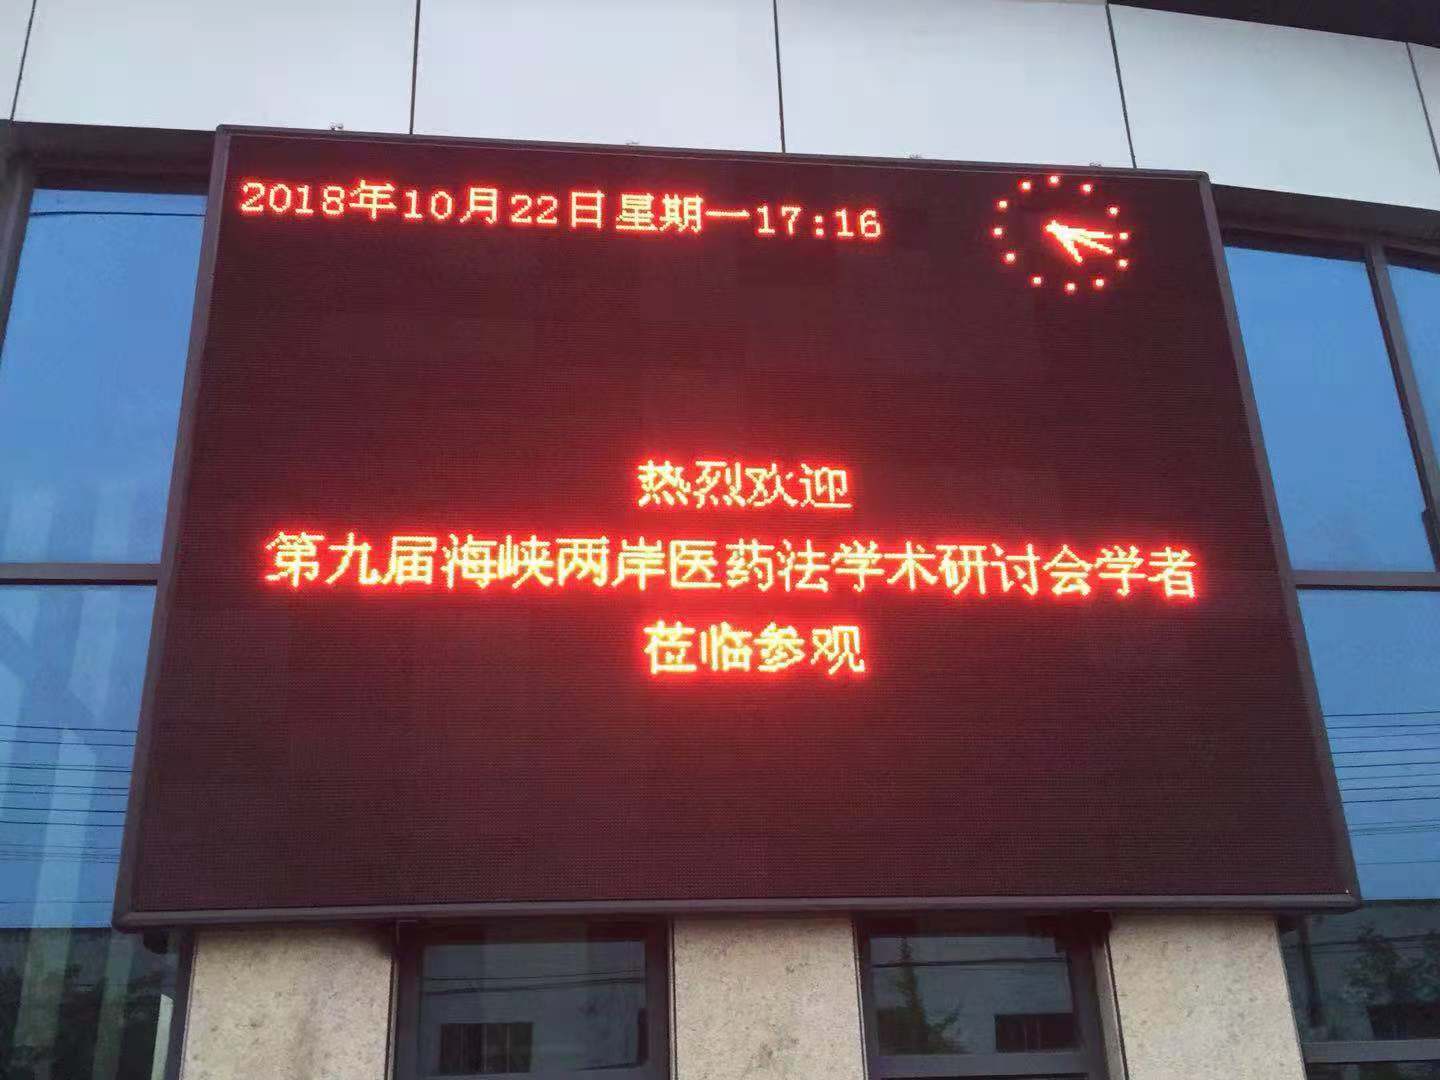 2018年10月22日星期一17:16
热烈欢迎
第九届海峡两岸医药法学术研讨会学者
莅临参观